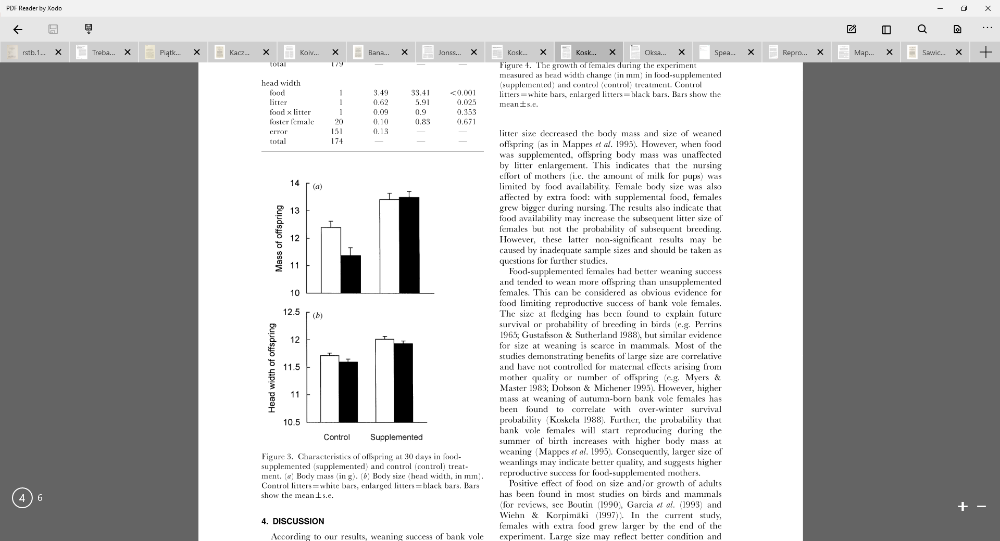 PDF Reader by Xodo
rstb.1... Treba... Piątk... Kacz... Koiv... Bana... Jonss... Kosk... Kosk... Oksa... Spea... Repro... Map... Sawic...
total 179 — — —
head width
food 1 3.49 33.41 <0.001
litter 1 0.62 5.91 0.025
food × litter 1 0.09 0.9 0.353
foster female 20 0.10 0.83 0.671
error 151 0.13 — —
total 174 — — —
14 (a)
13
12
11
10
Mass of offspring
12.5 (b)
12
11.5
11
10.5
Head width of offspring
Control Supplemented
Figure 3. Characteristics of offspring at 30 days in food-
supplemented (supplemented) and control (control) treat-
ment. (a) Body mass (in g). (b) Body size (head width, in mm).
Control litters=white bars, enlarged litters=black bars. Bars
show the mean±s.e.
4. DISCUSSION
According to our results, weaning success of bank vole
Figure 4. The growth of females during the experiment
measured as head width change (in mm) in food-supplemented
(supplemented) and control (control) treatment. Control
litters=white bars, enlarged litters=black bars. Bars show the
mean±s.e.
litter size decreased the body mass and size of weaned
offspring (as in Mappes et al. 1995). However, when food
was supplemented, offspring body mass was unaffected
by litter enlargement. This indicates that the nursing
effort of mothers (i.e. the amount of milk for pups) was
limited by food availability. Female body size was also
affected by extra food: with supplemental food, females
grew bigger during nursing. The results also indicate that
food availability may increase the subsequent litter size of
females but not the probability of subsequent breeding.
However, these latter non-significant results may be
caused by inadequate sample sizes and should be taken as
questions for further studies.
Food-supplemented females had better weaning success
and tended to wean more offspring than unsupplemented
females. This can be considered as obvious evidence for
food limiting reproductive success of bank vole females.
The size at fledging has been found to explain future
survival or probability of breeding in birds (e.g. Perrins
1965; Gustafsson & Sutherland 1988), but similar evidence
for size at weaning is scarce in mammals. Most of the
studies demonstrating benefits of large size are correlative
and have not controlled for maternal effects arising from
mother quality or number of offspring (e.g. Myers &
Master 1983; Dobson & Michener 1995). However, higher
mass at weaning of autumn-born bank vole females has
been found to correlate with over-winter survival
probability (Koskela 1988). Further, the probability that
bank vole females will start reproducing during the
summer of birth increases with higher body mass at
weaning (Mappes et al. 1995). Consequently, larger size of
weanlings may indicate better quality, and suggests higher
reproductive success for food-supplemented mothers.
Positive effect of food on size and/or growth of adults
has been found in most studies on birds and mammals
(for reviews, see Boutin (1990), Garcia et al. (1993) and
Wiehn & Korpimäki (1997)). In the current study,
females with extra food grew larger by the end of the
experiment. Large size may reflect better condition and
4 6